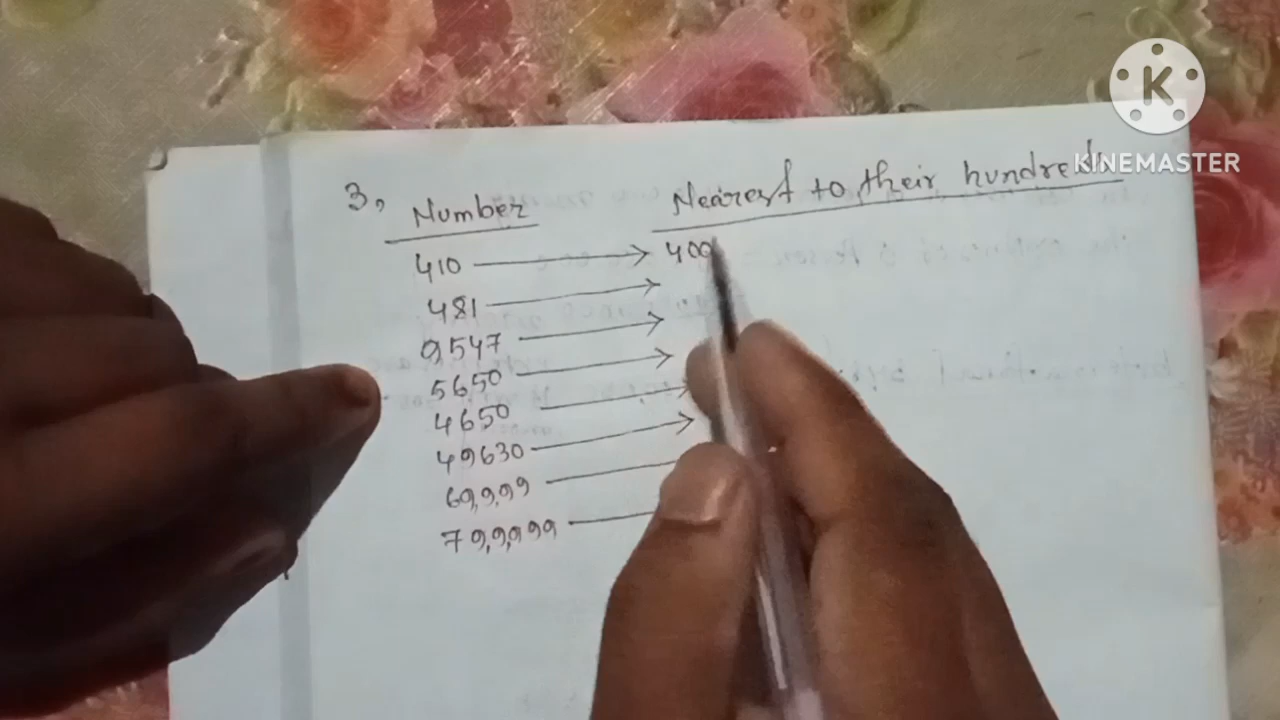 KINEMASTER
3, Number Nearest to their hundreds
410 → 400
481 →
9,547 →
5650 →
4650 →
49630 →
69,999
79,9,999